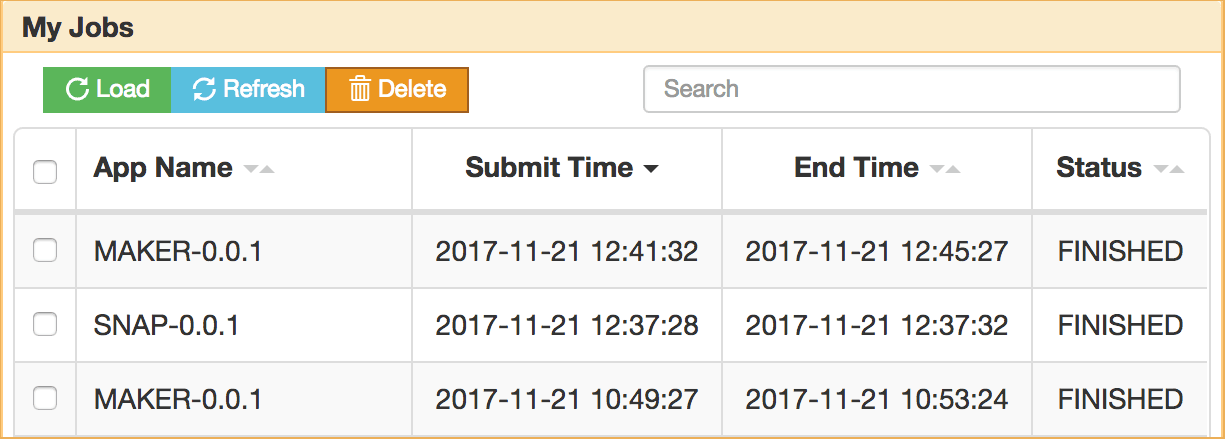 My Jobs
Load Refresh Delete Search
App Name Submit Time End Time Status
MAKER-0.0.1 2017-11-21 12:41:32 2017-11-21 12:45:27 FINISHED
SNAP-0.0.1 2017-11-21 12:37:28 2017-11-21 12:37:32 FINISHED
MAKER-0.0.1 2017-11-21 10:49:27 2017-11-21 10:53:24 FINISHED